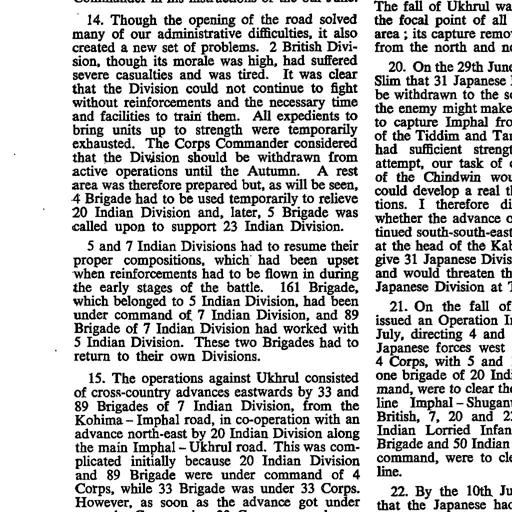 14. Though the opening of the road solved
many of our administrative difficulties, it also
created a new set of problems. 2 British Divi-
sion, though its morale was high, had suffered
severe casualties and was tired. It was clear
that the Division could not continue to fight
without reinforcements and the necessary time
and facilities to train them. All expedients to
bring units up to strength were temporarily
exhausted. The Corps Commander considered
that the Division should be withdrawn from
active operations until the Autumn. A rest
area was therefore prepared but, as will be seen,
4 Brigade had to be used temporarily to relieve
20 Indian Division and, later, 5 Brigade was
called upon to support 23 Indian Division.
5 and 7 Indian Divisions had to resume their
proper compositions, which had been upset
when reinforcements had to be flown in during
the early stages of the battle. 161 Brigade,
which belonged to 5 Indian Division, had been
under command of 7 Indian Division, and 89
Brigade of 7 Indian Division had worked with
5 Indian Division. These two Brigades had to
return to their own Divisions.
15. The operations against Ukhrul consisted
of cross-country advances eastwards by 33 and
89 Brigades of 7 Indian Division, from the
Kohima – Imphal road, in co-operation with an
advance north-east by 20 Indian Division along
the main Imphal – Ukhrul road. This was com-
plicated initially because 20 Indian Division
and 89 Brigade were under command of 4
Corps, while 33 Brigade was under 33 Corps.
However, as soon as the advance got under
The fall of Ukhrul wa
the focal point of all
area ; its capture remo
from the north and n
20. On the 29th June
Slim that 31 Japanese
be withdrawn to the s
the enemy might make
to capture Imphal fro
of the Tiddim and Ta
had sufficient strengt
attempt, our task of
of the Chindwin wou
could develop a real t
tions. I therefore di
whether the advance o
tinued south-south-east
at the head of the Kab
give 31 Japanese Divis
and would threaten th
Japanese Division at T
21. On the fall of
issued an Operation I
July, directing 4 and
Japanese forces west
4 Corps, with 5 and
one brigade of 20 Indi
mand, were to clear the
line Imphal – Shugan
British, 7, 20 and 2
Indian Lorried Infan
Brigade and 50 Indian
command, were to cle
line.
22. By the 10th Ju
that the Japanese had